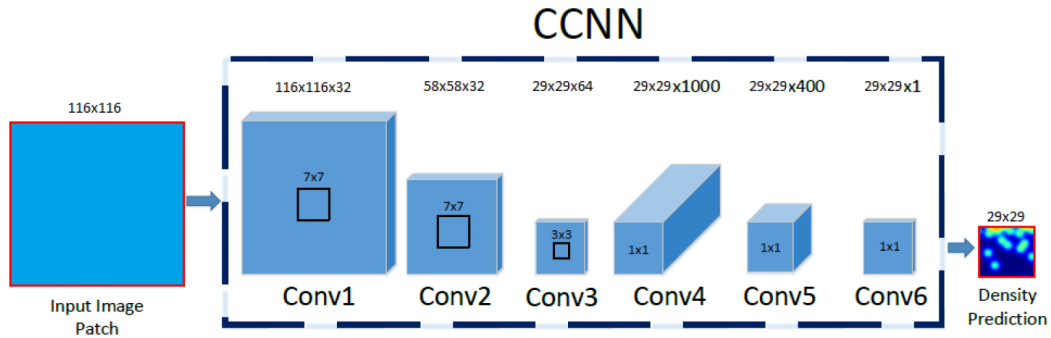 CCNN
116x116
116x116x32
58x58x32
29x29x64
29x29x1000
29x29x400
29x29x1
7x7
7x7
3x3
1x1
1x1
1x1
29x29
Conv1
Conv2
Conv3
Conv4
Conv5
Conv6
Input Image
Patch
Density
Prediction